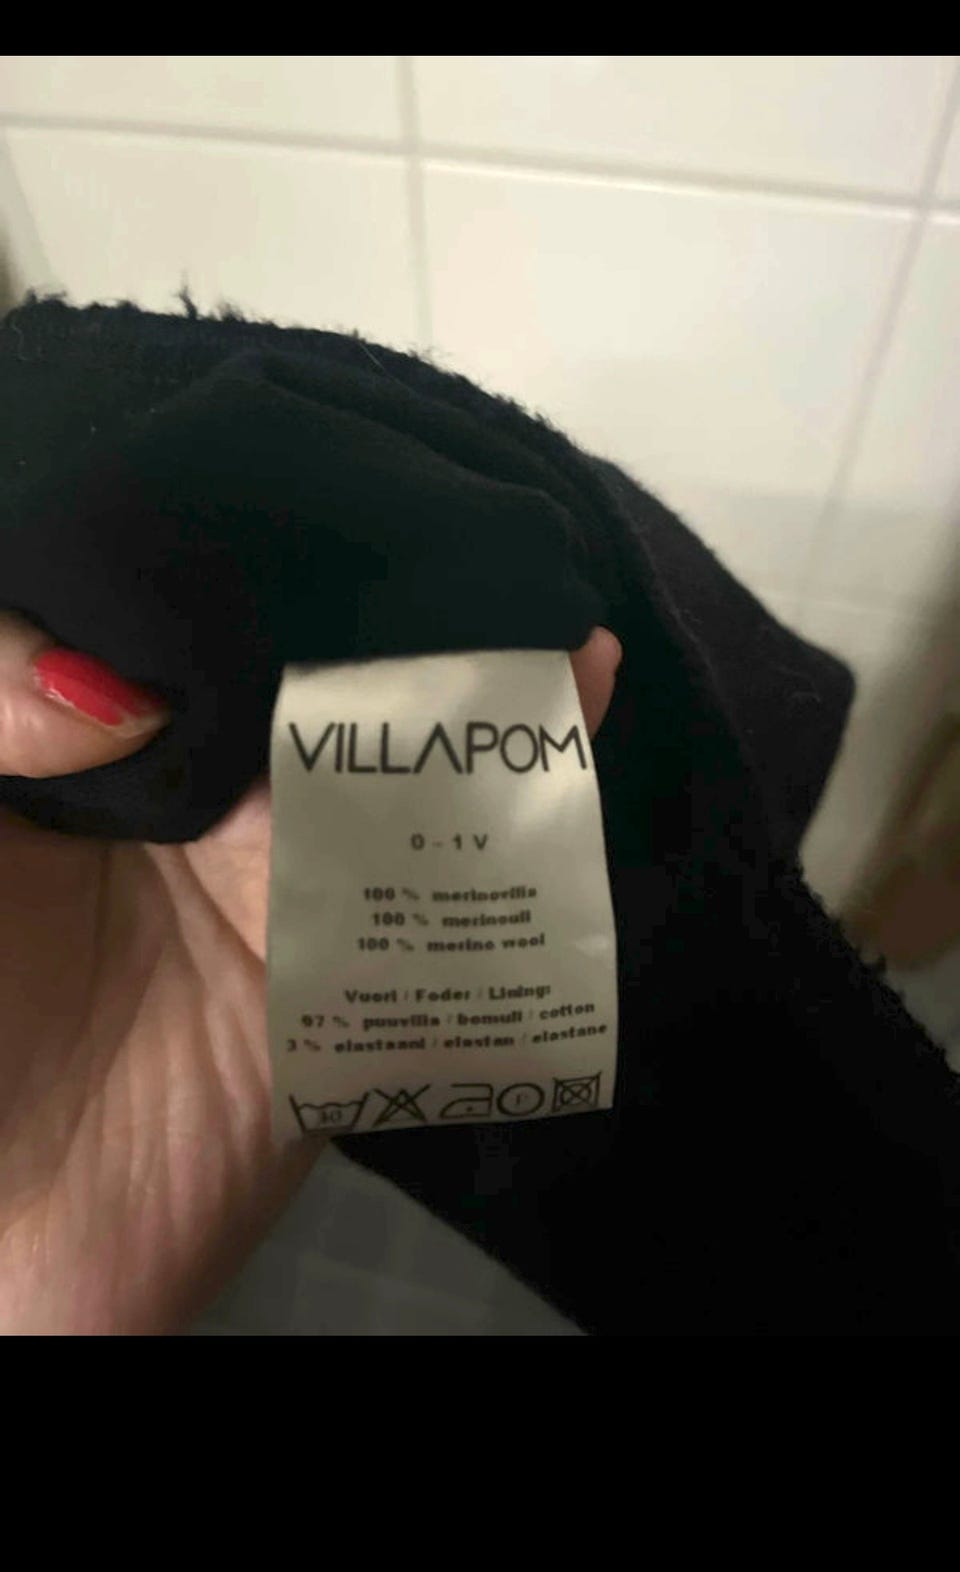 VILLAPOM
0 - 1 V
100 % merinovilla
100 % merinoull
100 % merino wool
Vuori / Foder / Lining:
97 % puuvilla / bomull / cotton
3 % elastaani / elastan / elastane
30